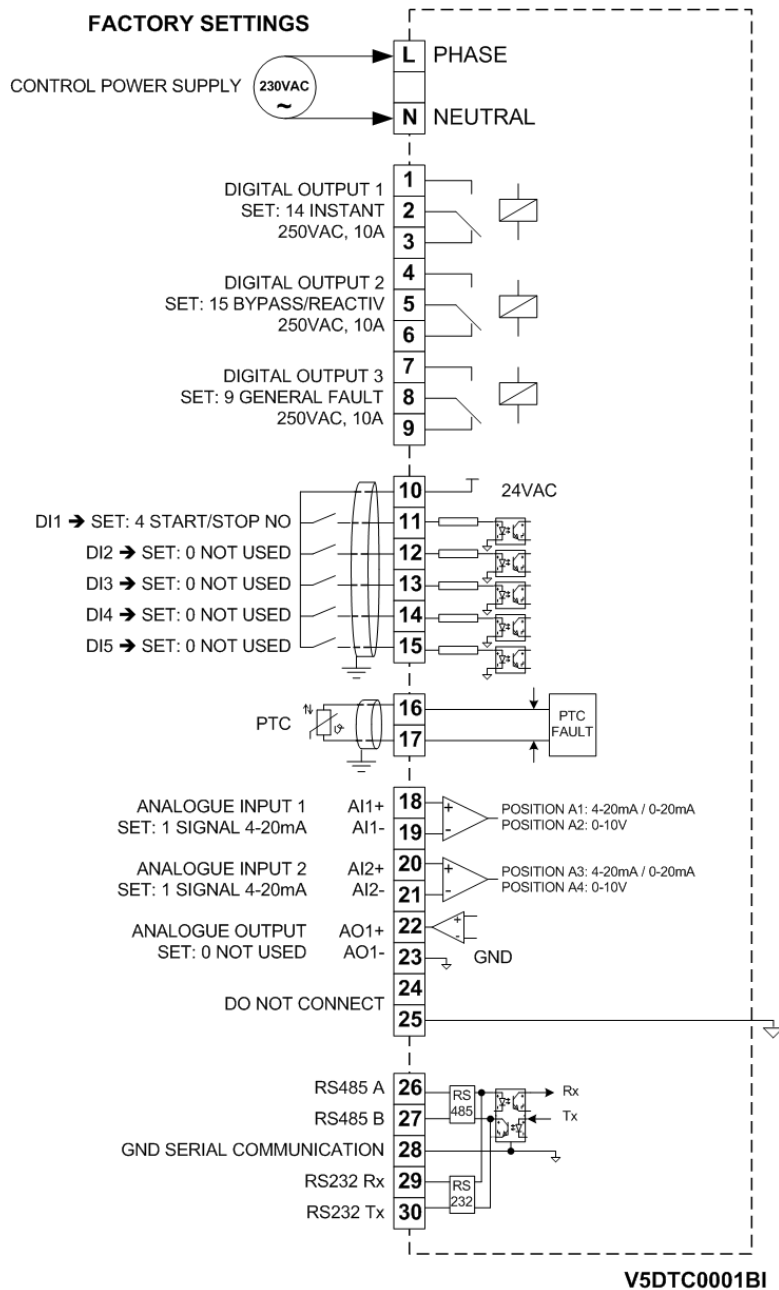 FACTORY SETTINGS
L PHASE
CONTROL POWER SUPPLY 230VAC ~
N NEUTRAL
1
DIGITAL OUTPUT 1
SET: 14 INSTANT 2
250VAC, 10A
3
4
DIGITAL OUTPUT 2
SET: 15 BYPASS/REACTIV 5
250VAC, 10A
6
7
DIGITAL OUTPUT 3
SET: 9 GENERAL FAULT 8
250VAC, 10A
9
10 24VAC
DI1 → SET: 4 START/STOP NO 11
DI2 → SET: 0 NOT USED 12
DI3 → SET: 0 NOT USED 13
DI4 → SET: 0 NOT USED 14
DI5 → SET: 0 NOT USED 15
16
PTC
17
PTC
FAULT
ANALOGUE INPUT 1 AI1+ 18 + POSITION A1: 4-20mA / 0-20mA
SET: 1 SIGNAL 4-20mA AI1- 19 - POSITION A2: 0-10V
ANALOGUE INPUT 2 AI2+ 20 + POSITION A3: 4-20mA / 0-20mA
SET: 1 SIGNAL 4-20mA AI2- 21 - POSITION A4: 0-10V
ANALOGUE OUTPUT AO1+ 22 + -
SET: 0 NOT USED AO1- 23 GND
24
DO NOT CONNECT
25
RS485 A 26 RS Rx
RS485 B 27 485 Tx
GND SERIAL COMMUNICATION 28
RS232 Rx 29 RS
RS232 Tx 30 232
V5DTC0001BI